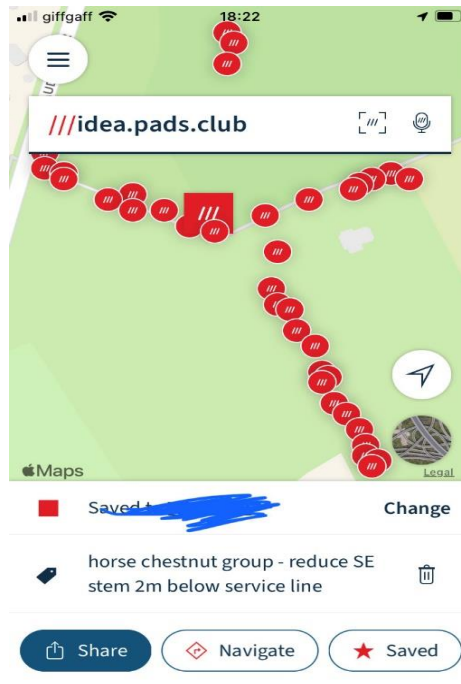 giffgaff
18:22
///idea.pads.club
Maps
Legal
Saved
Change
horse chestnut group - reduce SE
stem 2m below service line
Share
Navigate
Saved